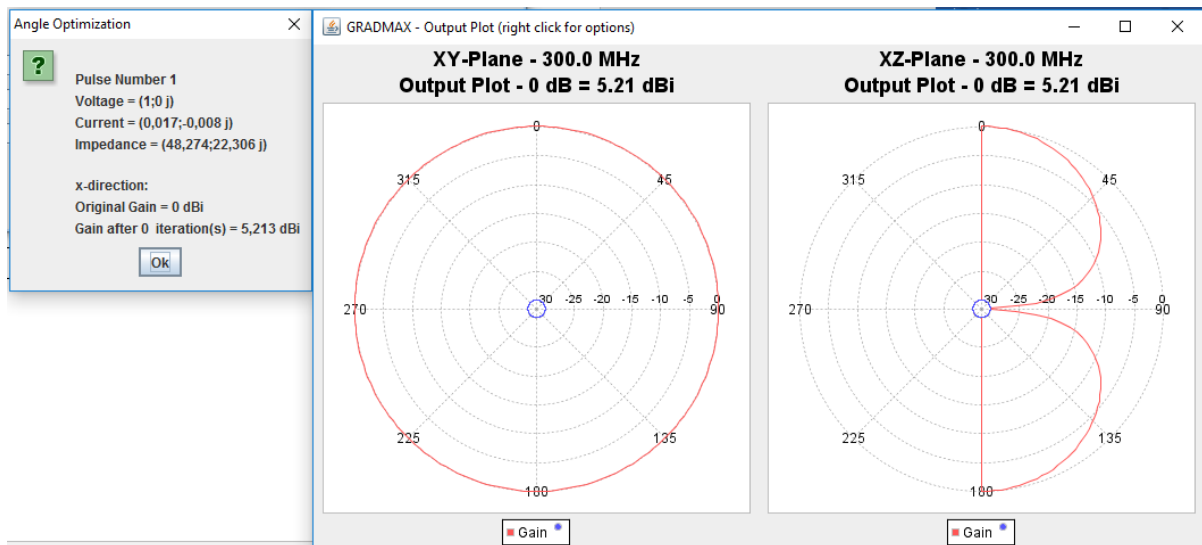 Angle Optimization
Pulse Number 1
Voltage = (1;0 j)
Current = (0,017;-0,008 j)
Impedance = (48,274;22,306 j)
x-direction:
Original Gain = 0 dBi
Gain after 0 iteration(s) = 5,213 dBi
Ok
GRADMAX - Output Plot (right click for options)
XY-Plane - 300.0 MHz
Output Plot - 0 dB = 5.21 dBi
0
315
45
270
30 -25 -20 -15 -10 -5 0
90
225
135
180
Gain
XZ-Plane - 300.0 MHz
Output Plot - 0 dB = 5.21 dBi
0
315
45
270
30 -25 -20 -15 -10 -5 0
90
225
135
180
Gain